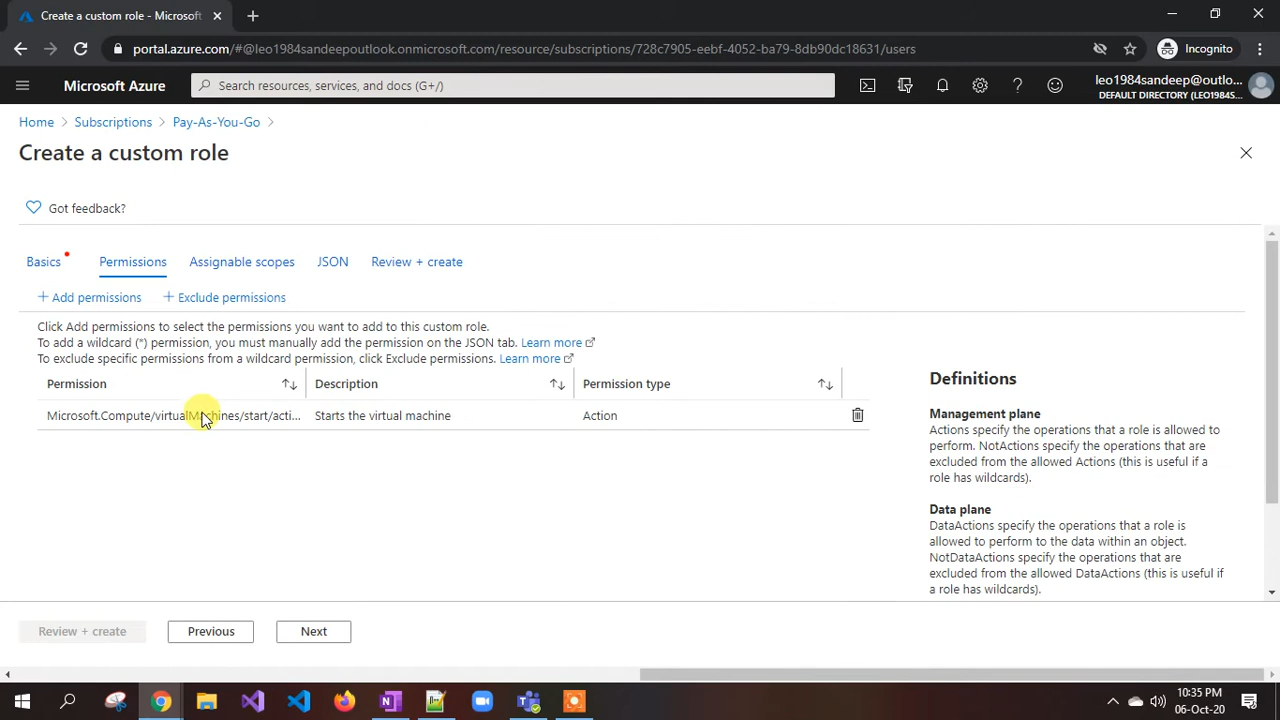 Create a custom role - Microsoft
portal.azure.com/#@leo1984sandeepoutlook.onmicrosoft.com/resource/subscriptions/728c7905-eebf-4052-ba79-8db90dc18631/users
Incognito
Microsoft Azure
Search resources, services, and docs (G+/)
leo1984sandeep@outlo...
DEFAULT DIRECTORY (LEO1984S...
Home > Subscriptions > Pay-As-You-Go >
Create a custom role
Got feedback?
Basics Permissions Assignable scopes JSON Review + create
+ Add permissions + Exclude permissions
Click Add permissions to select the permissions you want to add to this custom role.
To add a wildcard (*) permission, you must manually add the permission on the JSON tab. Learn more
To exclude specific permissions from a wildcard permission, click Exclude permissions. Learn more
Permission Description Permission type
Microsoft.Compute/virtualMachines/start/acti... Starts the virtual machine Action
Definitions
Management plane
Actions specify the operations that a role is allowed to
perform. NotActions specify the operations that are
excluded from the allowed Actions (this is useful if a
role has wildcards).
Data plane
DataActions specify the operations that a role is
allowed to perform to the data within an object.
NotDataActions specify the operations that are
excluded from the allowed DataActions (this is useful if
a role has wildcards).
Review + create Previous Next
10:35 PM
06-Oct-20